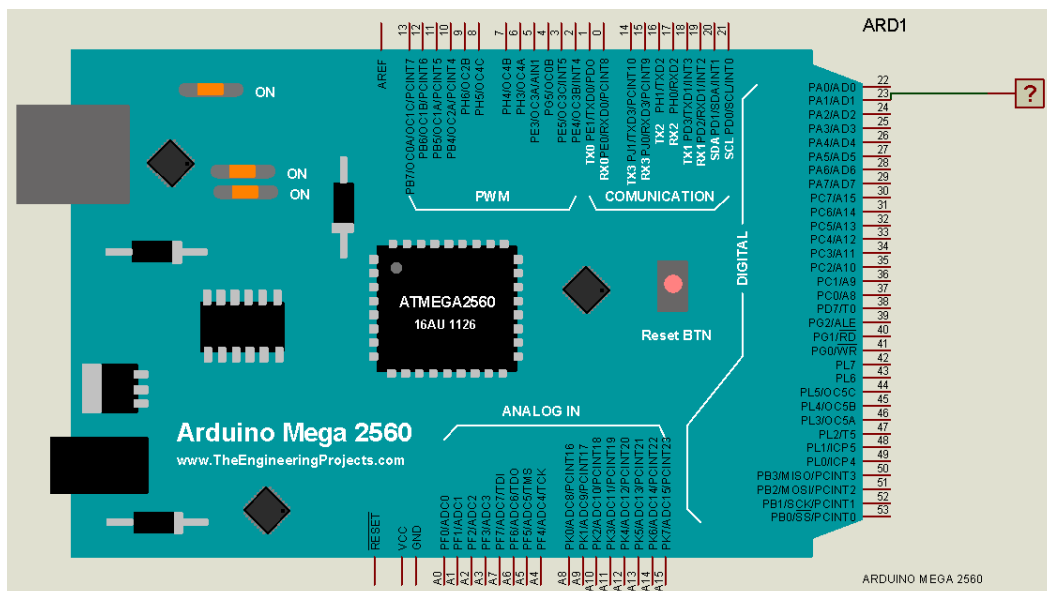 ARD1
13
12
11
10
9
8
7
6
5
4
3
2
1
0
14
15
16
17
18
19
20
21
AREF
PB7/OC0A/OC1C/PCINT7
PB6/OC1B/PCINT6
PB5/OC1A/PCINT5
PB4/OC2A/PCINT4
PH6/OC2B
PH5/OC4C
PH4/OC4B
PH3/OC4A
PE3/OC3A/AIN1
PG5/OC0B
PE5/OC3C/INT5
PE4/OC3B/INT4
TX0 PE1/TXD0/PDO
RX0 PE0/RXD0/PCINT8
TX3 PJ1/TXD3/PCINT10
RX3 PJ0/RXD3/PCINT9
TX2 PH1/TXD2
RX2 PH0/RXD2
TX1 PD3/TXD1/INT3
RX1 PD2/RXD1/INT2
SDA PD1/SDA/INT1
SCL PD0/SCL/INT0
PWM
COMUNICATION
DIGITAL
ON
ON
ON
ATMEGA2560
16AU 1126
Reset BTN
ANALOG IN
Arduino Mega 2560
www.TheEngineeringProjects.com
PA0/AD0 22
PA1/AD1 23
?
PA2/AD2 24
PA3/AD3 25
PA4/AD4 26
PA5/AD5 27
PA6/AD6 28
PA7/AD7 29
PC7/A15 30
PC6/A14 31
PC5/A13 32
PC4/A12 33
PC3/A11 34
PC2/A10 35
PC1/A9 36
PC0/A8 37
PD7/T0 38
PG2/ALE 39
PG1/RD 40
PG0/WR 41
PL7 42
PL6 43
PL5/OC5C 44
PL4/OC5B 45
PL3/OC5A 46
PL2/T5 47
PL1/ICP5 48
PL0/ICP4 49
PB3/MISO/PCINT3 50
PB2/MOSI/PCINT2 51
PB1/SCK/PCINT1 52
PB0/SS/PCINT0 53
RESET
VCC
GND
PF0/ADC0
PF1/ADC1
PF2/ADC2
PF3/ADC3
PF7/ADC7/TDI
PF6/ADC6/TDO
PF5/ADC5/TMS
PF4/ADC4/TCK
PK0/ADC8/PCINT16
PK1/ADC9/PCINT17
PK2/ADC10/PCINT18
PK3/ADC11/PCINT19
PK4/ADC12/PCINT20
PK5/ADC13/PCINT21
PK6/ADC14/PCINT22
PK7/ADC15/PCINT23
A0
A1
A2
A3
A7
A6
A5
A4
A8
A9
A10
A11
A12
A13
A14
A15
ARDUINO MEGA 2560